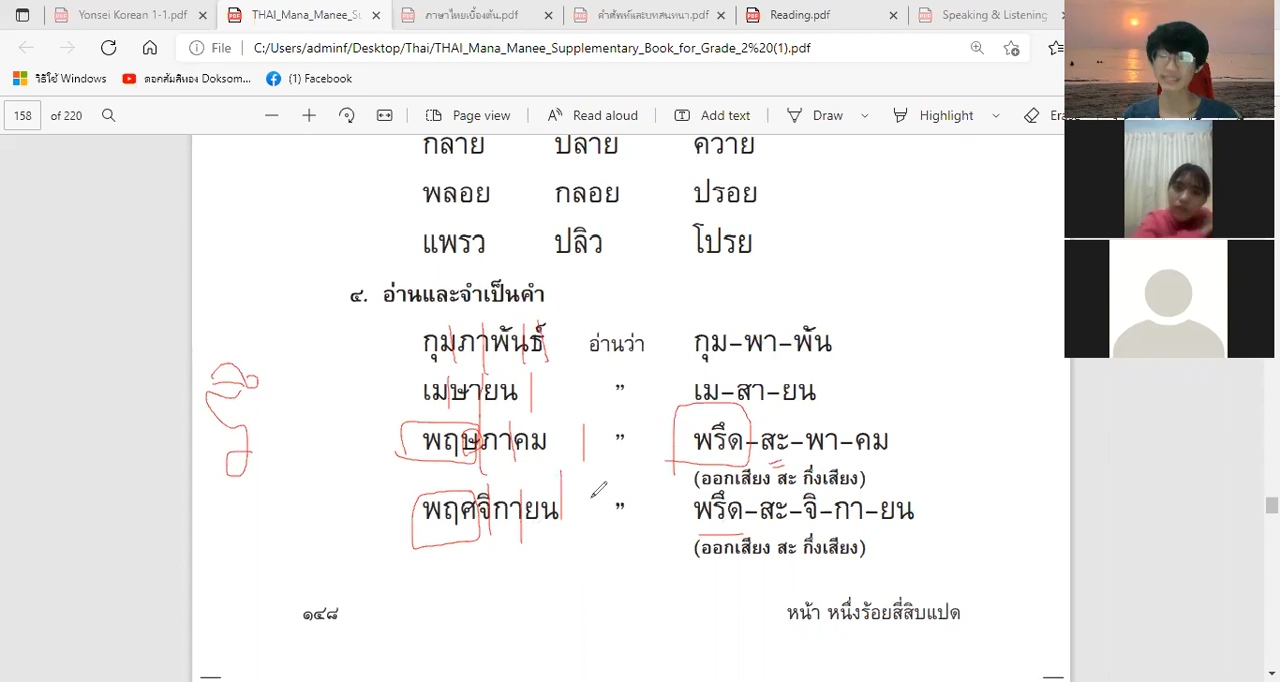 Yonsei Korean 1-1.pdf THAI_Mana_Manee_Su ภาษาไทยเบื้องต้น.pdf คำศัพท์และบทสนทนา.pdf Reading.pdf Speaking & Listening
File C:/Users/adminf/Desktop/Thai/THAI_Mana_Manee_Supplementary_Book_for_Grade_2%20(1).pdf
วิธีใช้ Windows ดอกส้มสีทอง Doksom... (1) Facebook
158 of 220 Page view Read aloud Add text Draw Highlight
กลาย ปลาย ควาย
พลอย กลอย ปรอย
แพรว ปลิว โปรย
๔. อ่านและจำเป็นคำ
กุมภาพันธ์ อ่านว่า กุม-พา-พัน
เมษายน ” เม-สา-ยน
พฤษภาคม ” พรึด-สะ-พา-คม
(ออกเสียง สะ กึ่งเสียง)
พฤศจิกายน ” พรึด-สะ-จิ-กา-ยน
(ออกเสียง สะ กึ่งเสียง)
๑๔๘ หน้า หนึ่งร้อยสี่สิบแปด